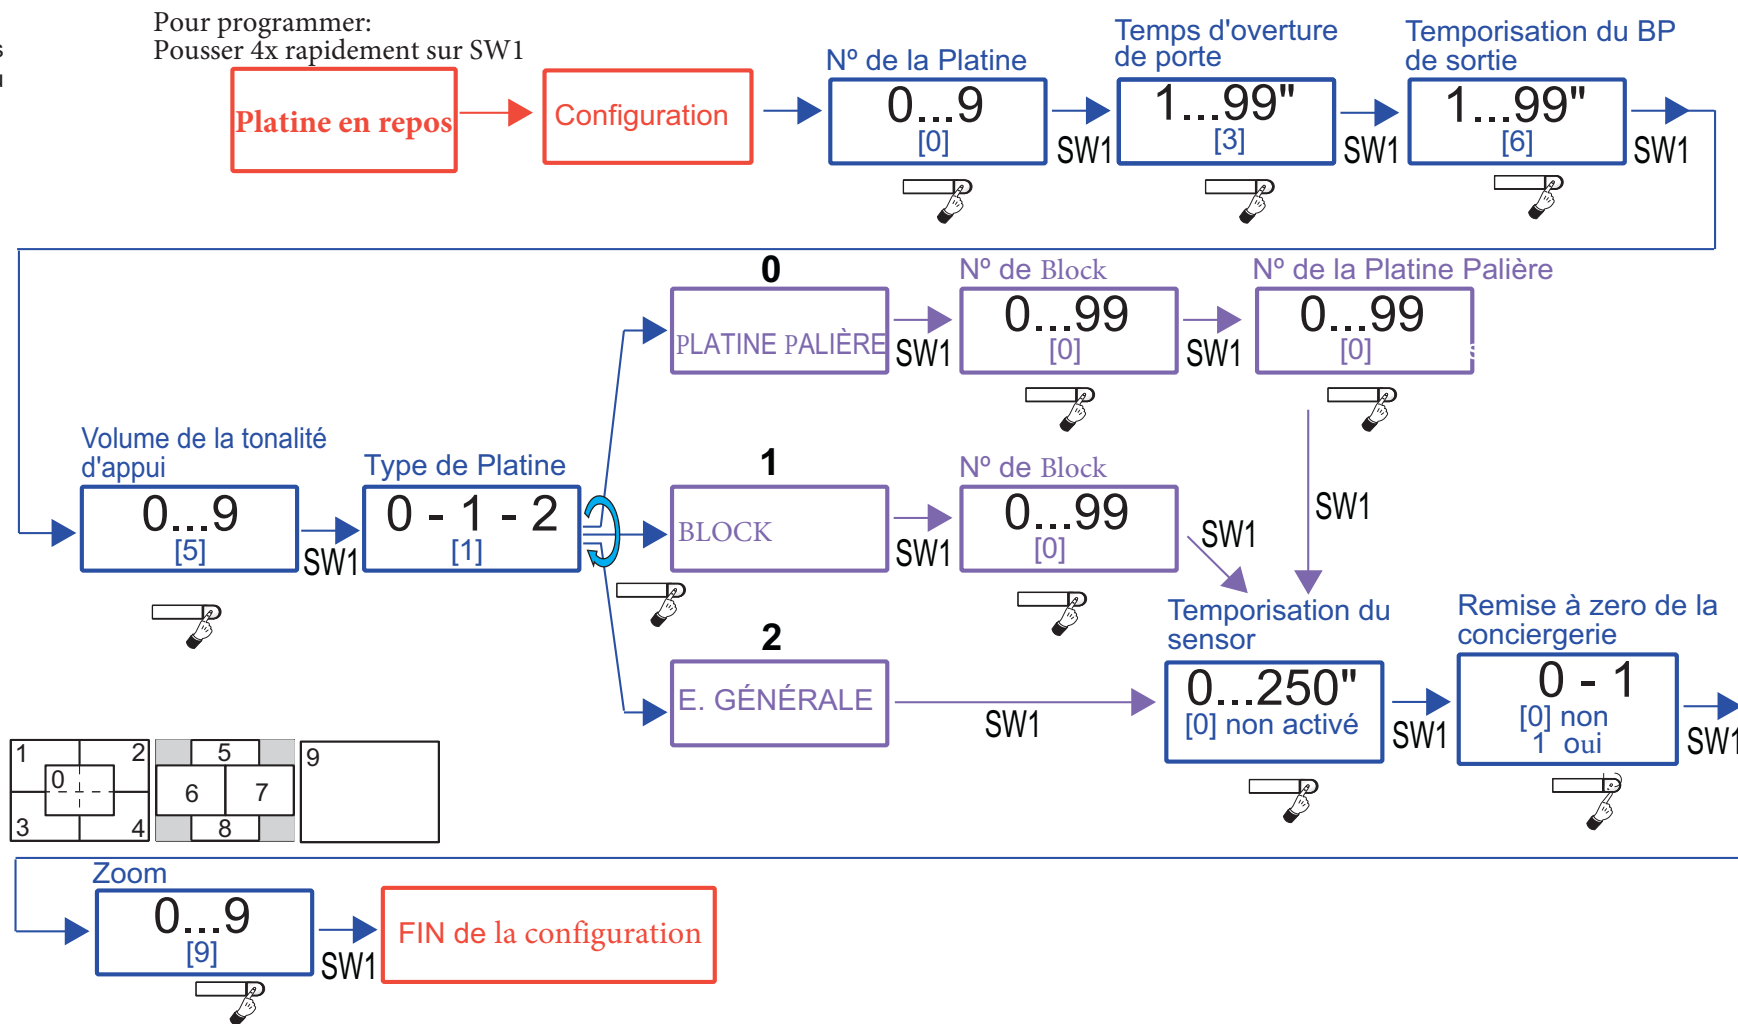 s
Pour programmer:
Pousser 4x rapidement sur SW1
Platine en repos
Configuration
Nº de la Platine
0...9
[0]
SW1
Temps d'overture
de porte
1...99"
[3]
SW1
Temporisation du BP
de sortie
1...99"
[6]
SW1
Volume de la tonalité
d'appui
0...9
[5]
SW1
Type de Platine
0 - 1 - 2
[1]
0
PLATINE PALIÈRE
SW1
Nº de Block
0...99
[0]
SW1
Nº de la Platine Palière
0...99
[0]
SW1
1
BLOCK
SW1
Nº de Block
0...99
[0]
SW1
2
E. GÉNÉRALE
SW1
Temporisation du
sensor
0...250"
[0] non activé
SW1
Remise à zero de la
conciergerie
0 - 1
[0] non
1 oui
SW1
1 2
0
3 4
5
6 7
8
9
Zoom
0...9
[9]
SW1
FIN de la configuration